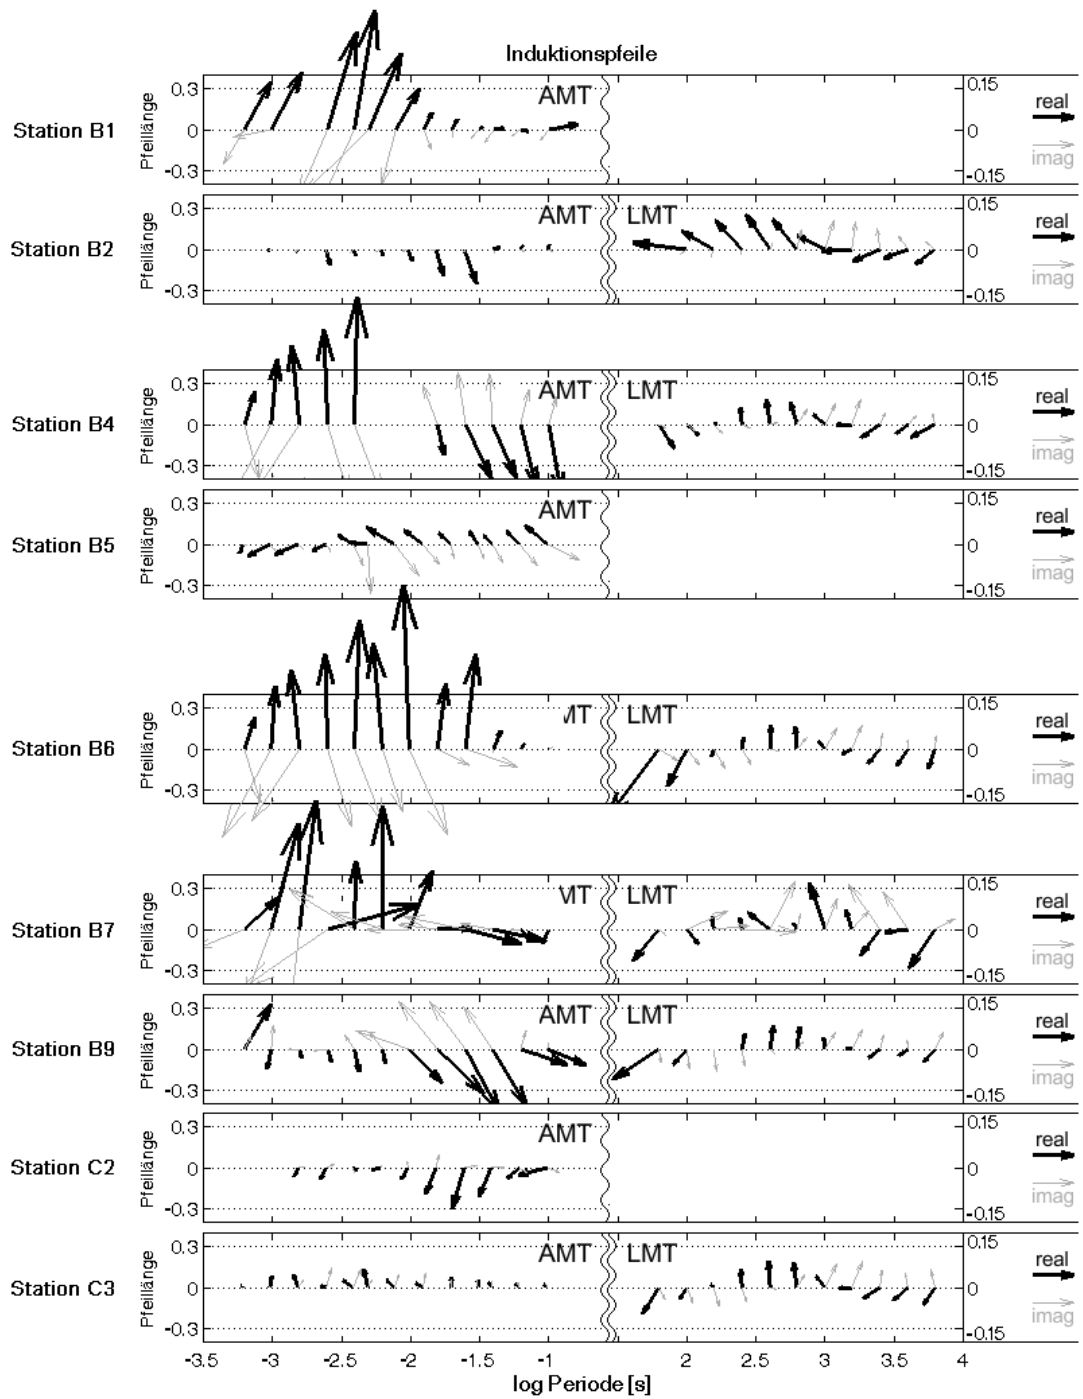 Induktionspfeile
Station B1
Pfeillänge
0.3
0
-0.3
AMT
0.15
0
-0.15
real
imag
Station B2
Pfeillänge
0.3
0
-0.3
AMT
LMT
0.15
0
-0.15
real
imag
Station B4
Pfeillänge
0.3
0
-0.3
AMT
LMT
0.15
0
-0.15
real
imag
Station B5
Pfeillänge
0.3
0
-0.3
AMT
0.15
0
-0.15
real
imag
Station B6
Pfeillänge
0.3
0
-0.3
MT
LMT
0.15
0
-0.15
real
imag
Station B7
Pfeillänge
0.3
0
-0.3
MT
LMT
0.15
0
-0.15
real
imag
Station B9
Pfeillänge
0.3
0
-0.3
AMT
LMT
0.15
0
-0.15
real
imag
Station C2
Pfeillänge
0.3
0
-0.3
AMT
0.15
0
-0.15
real
imag
Station C3
Pfeillänge
0.3
0
-0.3
AMT
LMT
0.15
0
-0.15
real
imag
-3.5 -3 -2.5 -2 -1.5 -1 2 2.5 3 3.5 4
log Periode [s]